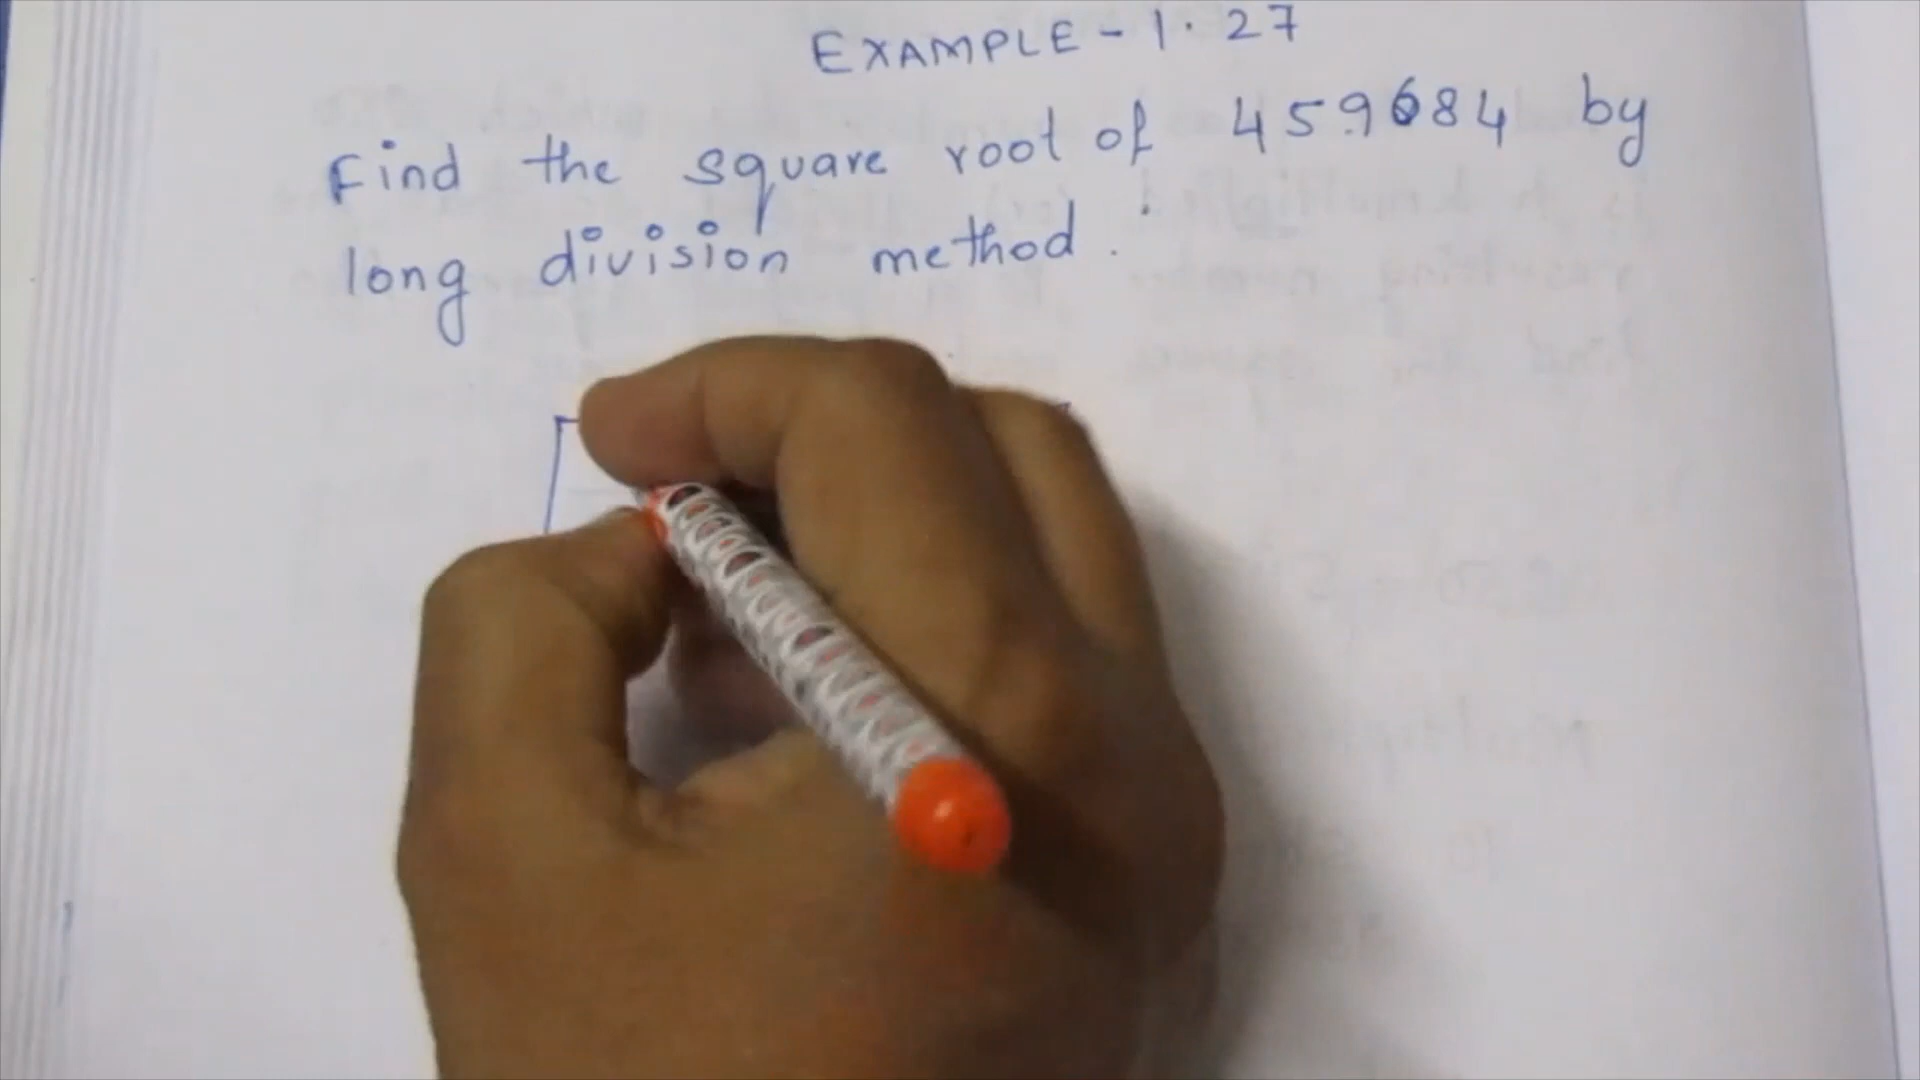 EXAMPLE - 1.27
Find the square root of 459684 by
long division method.